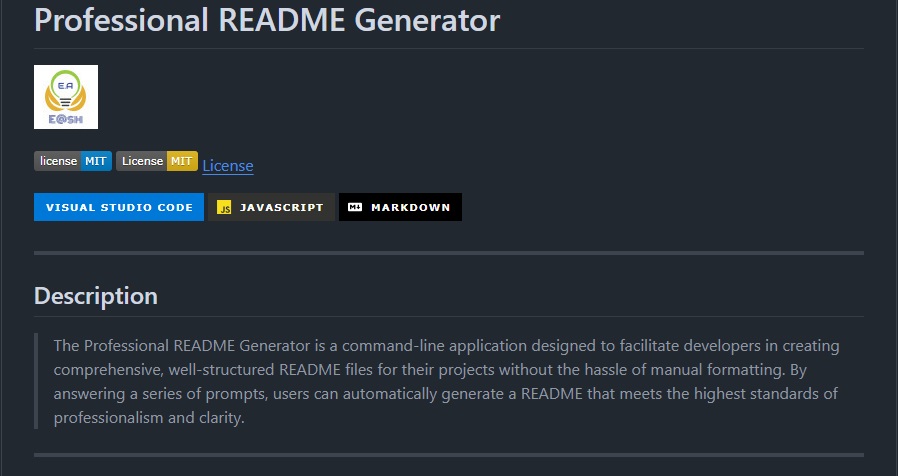 Professional README Generator
E.A
E@SH
license MIT License MIT License
VISUAL STUDIO CODE JS JAVASCRIPT M↓ MARKDOWN
Description
The Professional README Generator is a command-line application designed to facilitate developers in creating
comprehensive, well-structured README files for their projects without the hassle of manual formatting. By
answering a series of prompts, users can automatically generate a README that meets the highest standards of
professionalism and clarity.